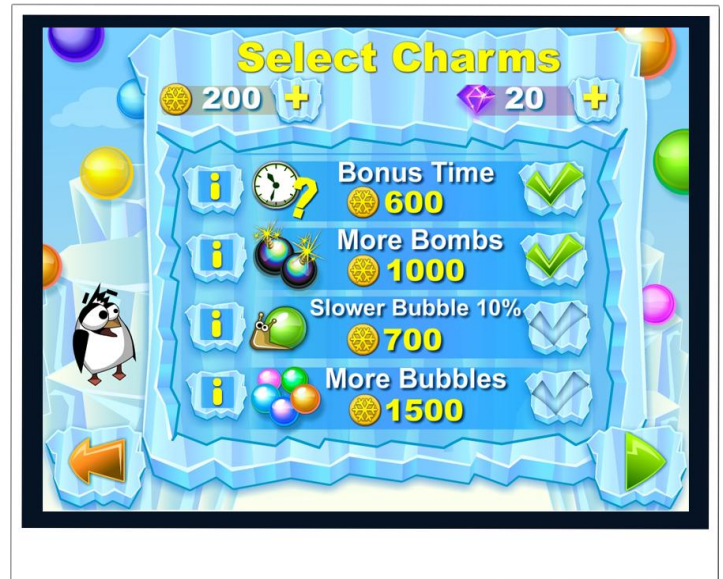 Select Charms
200 + 20 +
i Bonus Time
? 600
i More Bombs
1000
i Slower Bubble 10%
700
i More Bubbles
1500